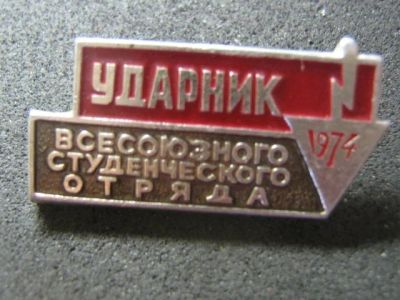 УДАРНИК
1974
ВСЕСОЮЗНОГО
СТУДЕНЧЕСКОГО
ОТРЯДА